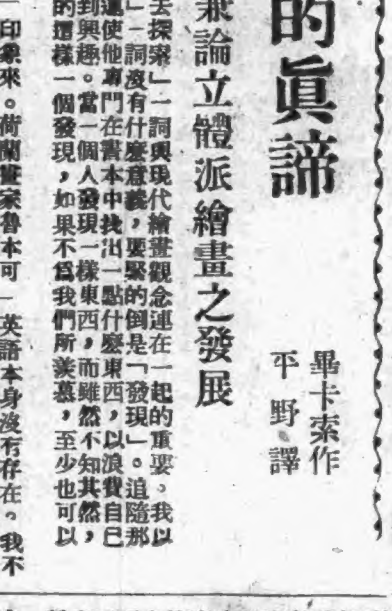 的眞諦
兼論立體派繪畫之發展
畢卡索作
平野譯
去探察」一詞與現代繪畫觀念連在一起的重要。我以
」一詞沒有什麼意義,要緊的倒是「發現」。追隨那
還使他專門在書本中找出一點什麼東西,以浪費自己
到興趣。當一個人發現一樣東西,而雖然不知其然,
的這樣一個發現,如果不爲我們所羨慕,至少也可以
一印象來。荷蘭畫家魯本可 英語本身沒有存在。我不